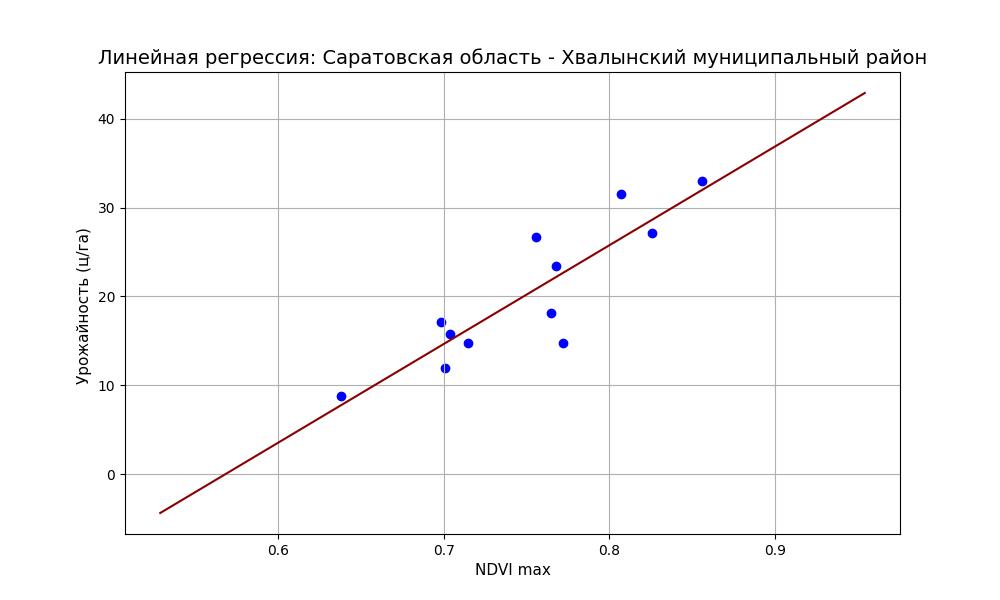 Линейная регрессия: Саратовская область - Хвалынский муниципальный район
Урожайность (ц/га)
40
30
20
10
0
0.6 0.7 0.8 0.9
NDVI max